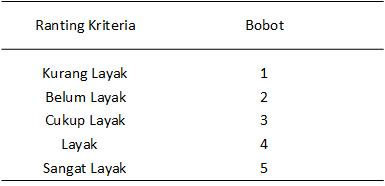 Ranting Kriteria Bobot
Kurang Layak 1
Belum Layak 2
Cukup Layak 3
Layak 4
Sangat Layak 5